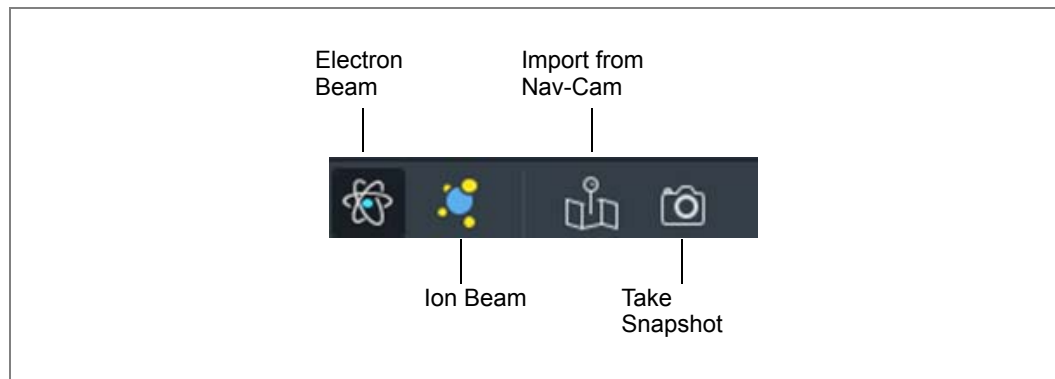 Electron
Beam
Import from
Nav-Cam
Ion Beam
Take
Snapshot